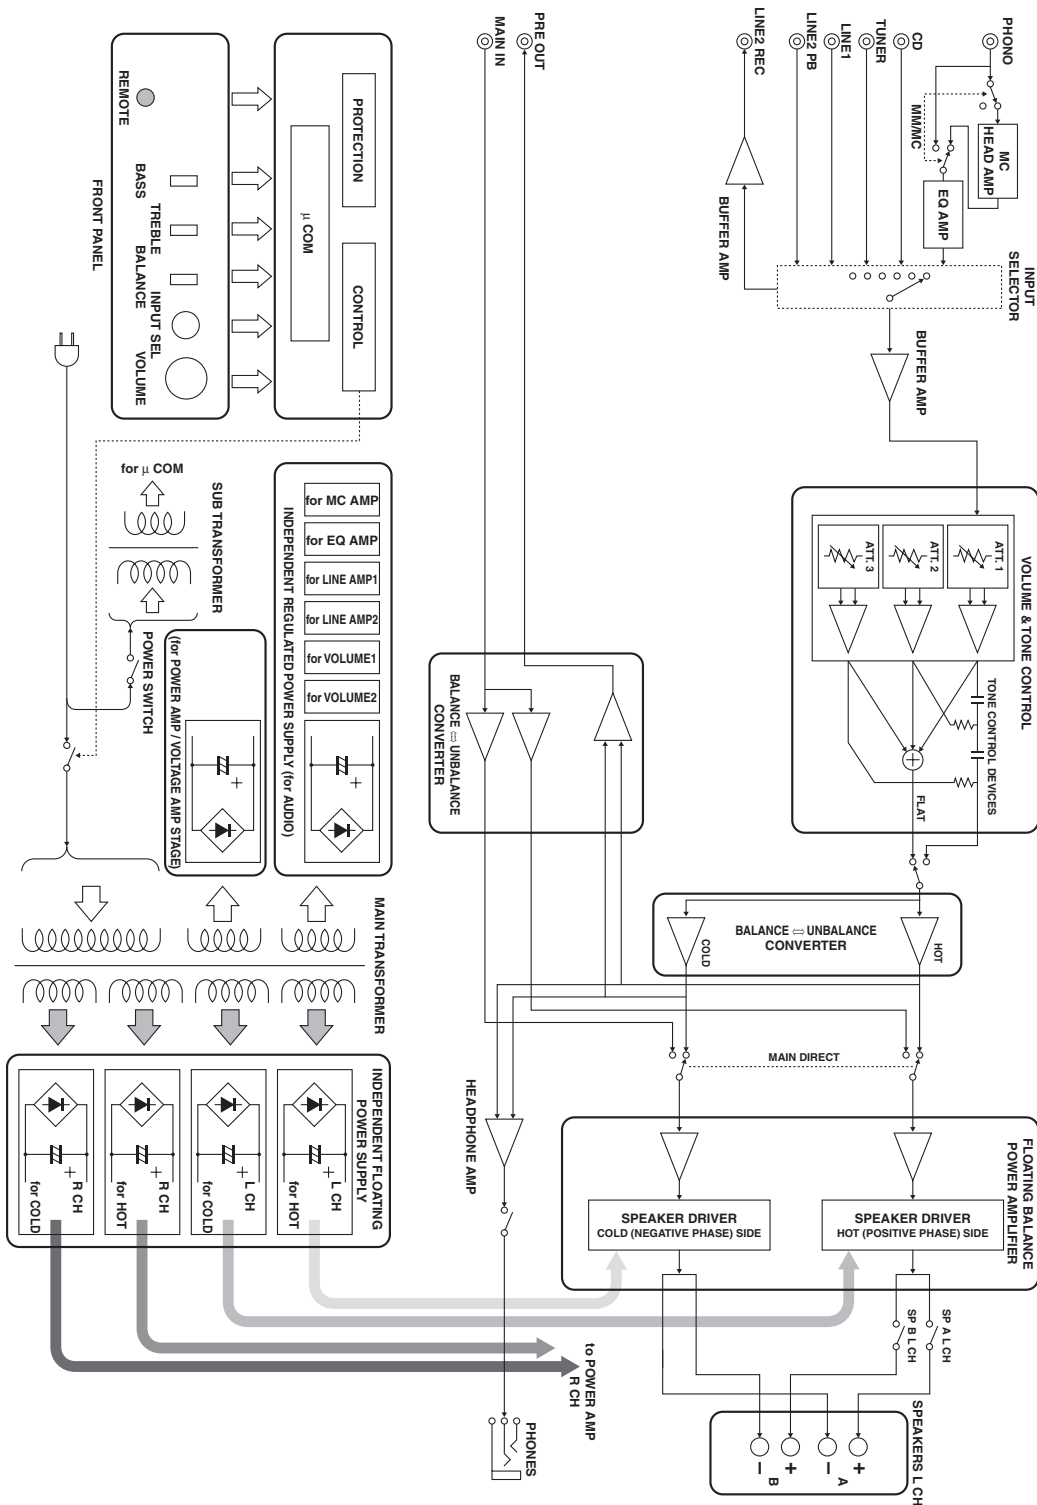 PHONO
CD
TUNER
LINE1
LINE2 PB
LINE2 REC
PRE OUT
MAIN IN
MM/MC
MC
HEAD AMP
EQ AMP
INPUT
SELECTOR
BUFFER AMP
BUFFER AMP
VOLUME & TONE CONTROL
ATT. 1
ATT. 2
ATT. 3
TONE CONTROL DEVICES
+
FLAT
BALANCE ⇔ UNBALANCE
CONVERTER
HOT
COLD
BALANCE ⇔ UNBALANCE
CONVERTER
MAIN DIRECT
FLOATING BALANCE
POWER AMPLIFIER
SPEAKER DRIVER
HOT (POSITIVE PHASE) SIDE
SPEAKER DRIVER
COLD (NEGATIVE PHASE) SIDE
SP A L CH
SP B L CH
SPEAKERS L CH
+
–
A
+
–
B
HEADPHONE AMP
PHONES
to POWER AMP
R CH
PROTECTION
CONTROL
μ COM
REMOTE
BASS
TREBLE
BALANCE
INPUT SEL
VOLUME
FRONT PANEL
for μ COM
SUB TRANSFORMER
POWER SWITCH
for MC AMP
for EQ AMP
for LINE AMP1
for LINE AMP2
for VOLUME1
for VOLUME2
+
INDEPENDENT REGULATED POWER SUPPLY (for AUDIO)
+
(for POWER AMP / VOLTAGE AMP STAGE)
MAIN TRANSFORMER
INDEPENDENT FLOATING
POWER SUPPLY
+
L CH
for HOT
+
L CH
for COLD
+
R CH
for HOT
+
R CH
for COLD